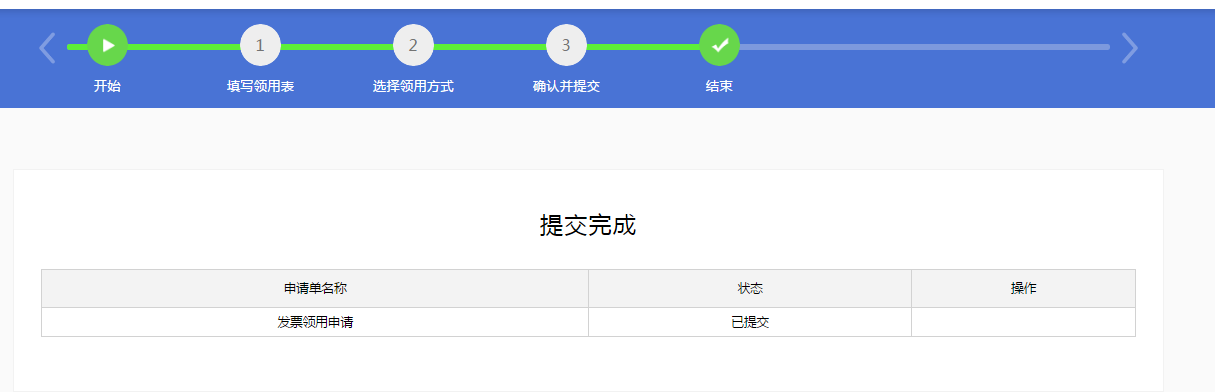 1 2 3
开始 填写领用表 选择领用方式 确认并提交 结束
提交完成
申请单名称 状态 操作
发票领用申请 已提交